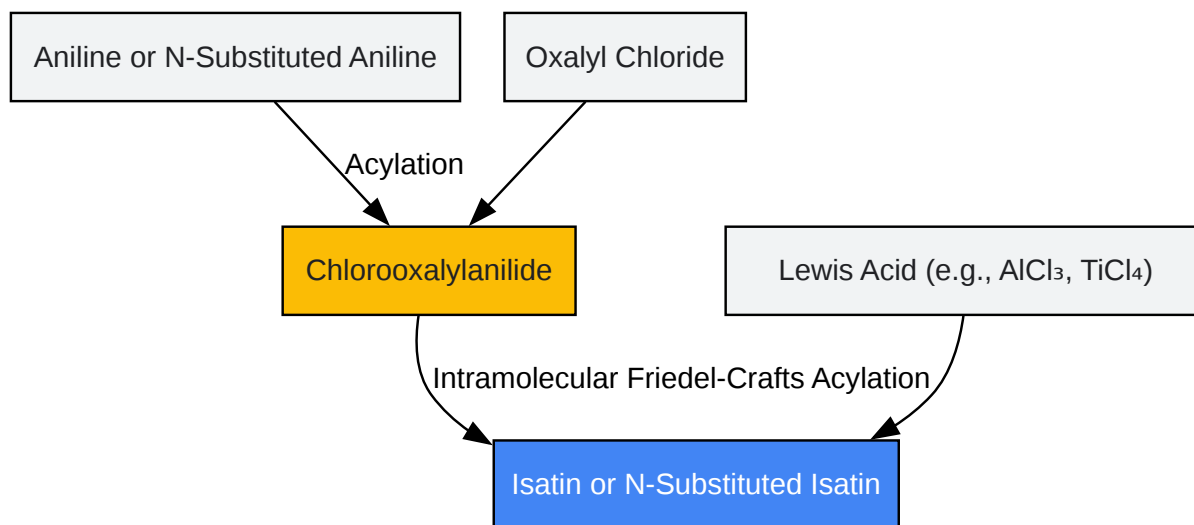 Aniline or N-Substituted Aniline
Oxalyl Chloride
Acylation
Chlorooxalylanilide
Lewis Acid (e.g., AlCl₃, TiCl₄)
Intramolecular Friedel-Crafts Acylation
Isatin or N-Substituted Isatin